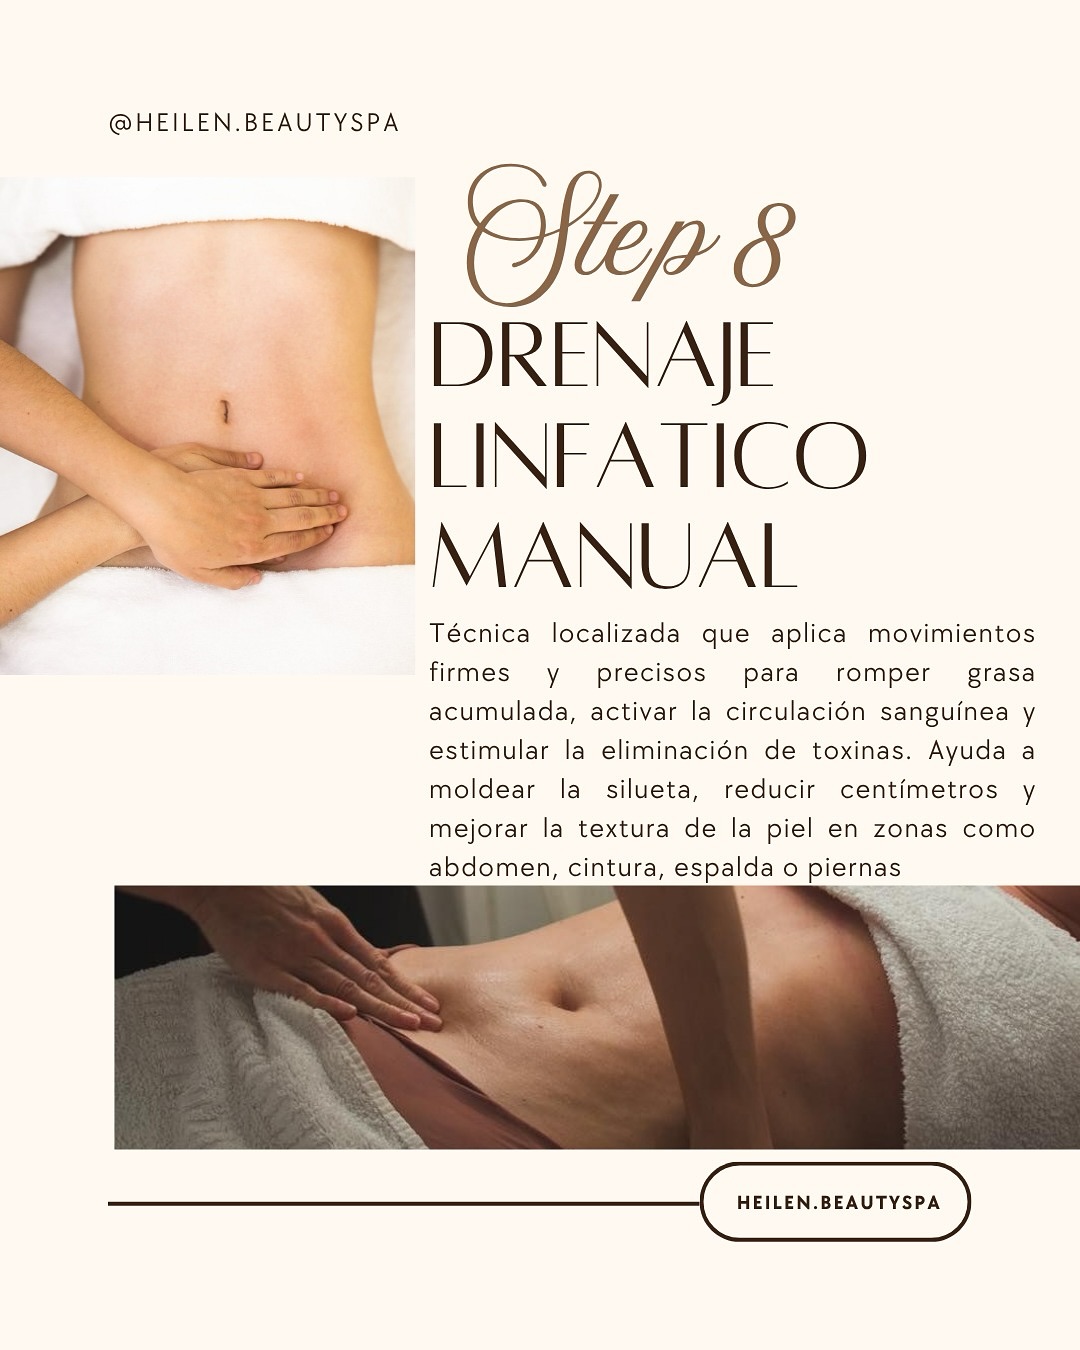 @HEILEN.BEAUTYSPA
Step 8
DRENAJE
LINFATICO
MANUAL
Técnica localizada que aplica movimientos
firmes y precisos para romper grasa
acumulada, activar la circulación sanguínea y
estimular la eliminación de toxinas. Ayuda a
moldear la silueta, reducir centímetros y
mejorar la textura de la piel en zonas como
abdomen, cintura, espalda o piernas
HEILEN.BEAUTYSPA